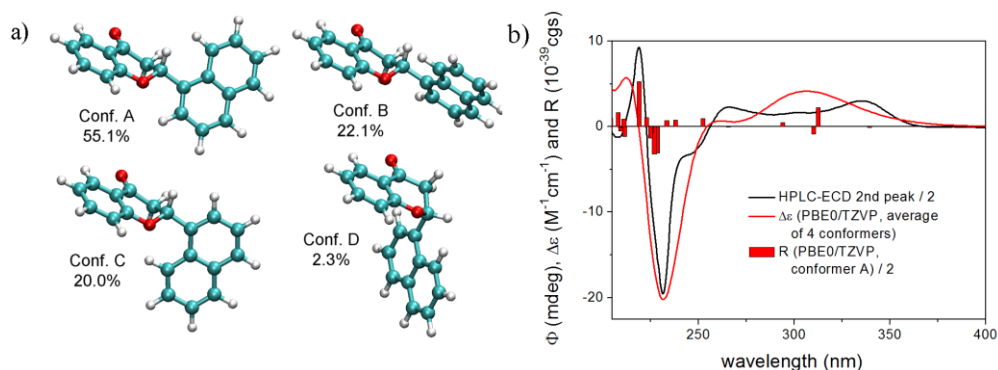 a)
Conf. A
55.1%
Conf. B
22.1%
Conf. C
20.0%
Conf. D
2.3%
b)
Φ (mdeg), Δε (M⁻¹cm⁻¹) and R (10⁻³⁹cgs)
10
0
-10
-20
HPLC-ECD 2nd peak / 2
Δε (PBE0/TZVP, average
of 4 conformers)
R (PBE0/TZVP,
conformer A) / 2
250
300
350
400
wavelength (nm)